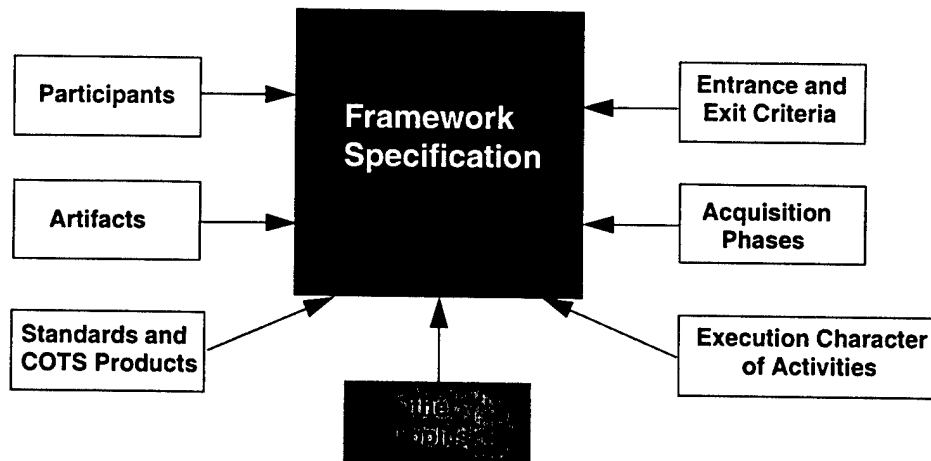 Participants
Artifacts
Standards and
COTS Products
Framework
Specification
Entrance and
Exit Criteria
Acquisition
Phases
Execution Character
of Activities